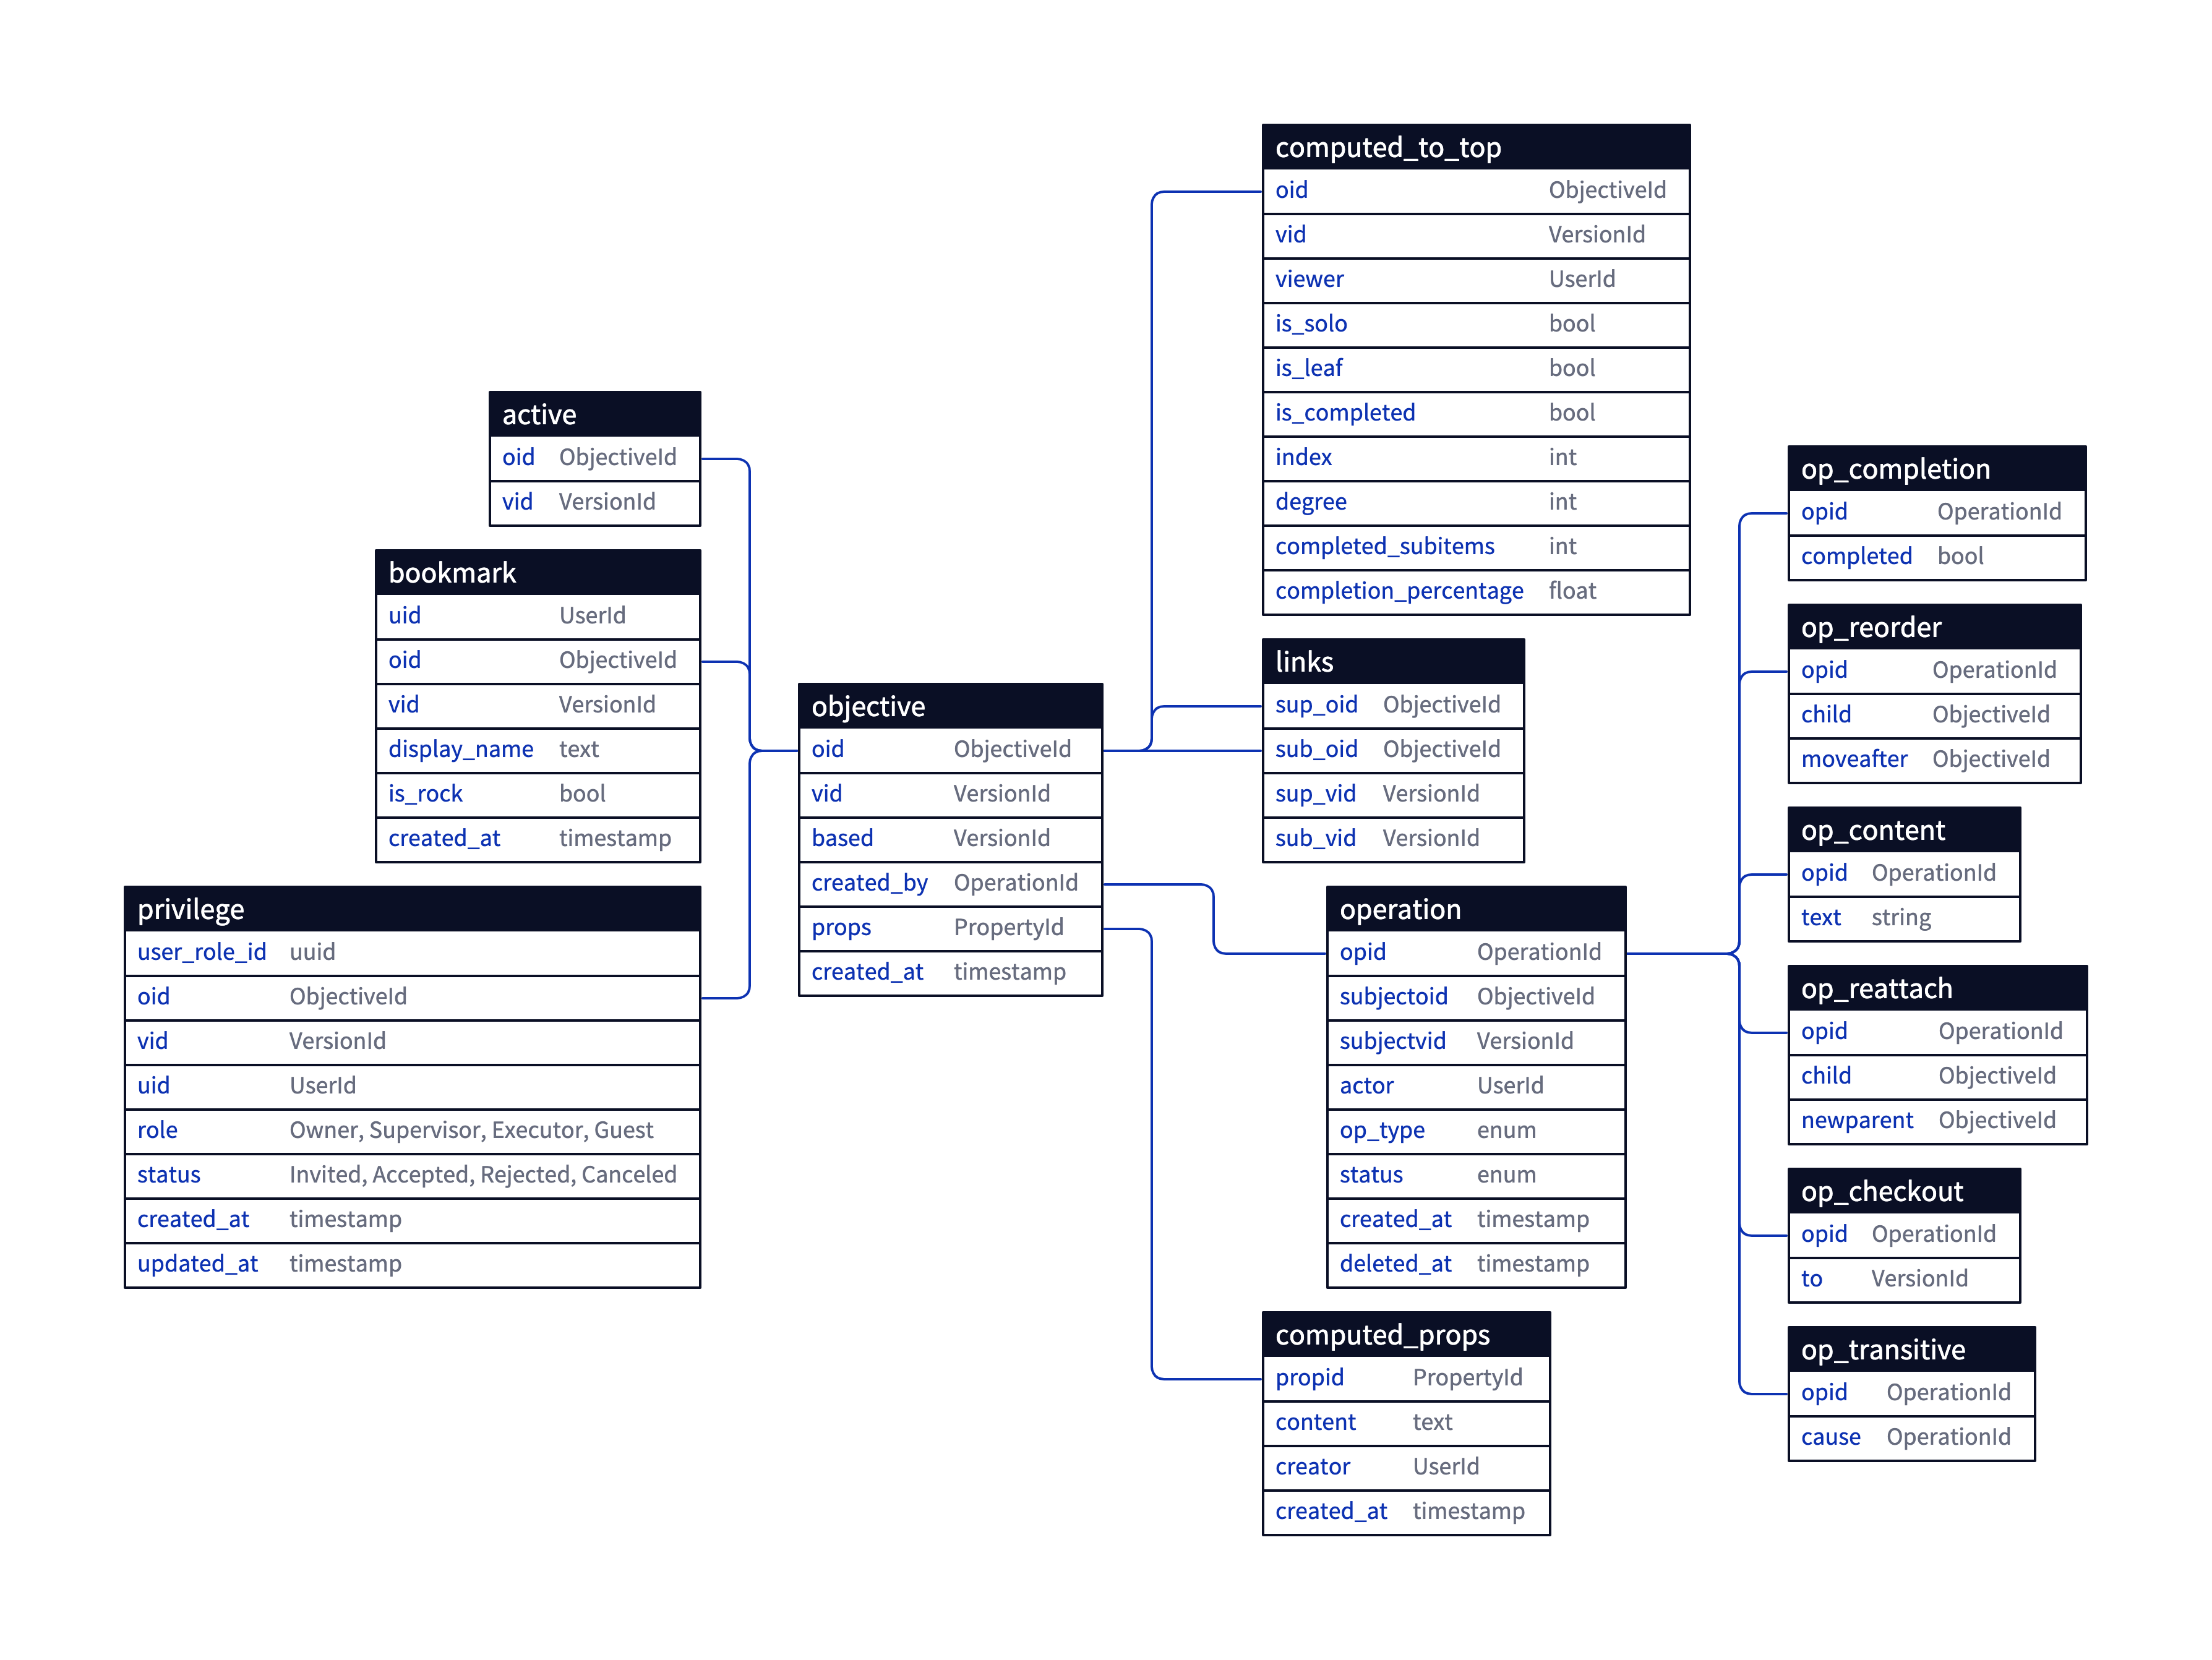 computed_to_top
oid ObjectiveId
vid VersionId
viewer UserId
is_solo bool
is_leaf bool
is_completed bool
index int
degree int
completed_subitems int
completion_percentage float
active
oid ObjectiveId
vid VersionId
bookmark
uid UserId
oid ObjectiveId
vid VersionId
display_name text
is_rock bool
created_at timestamp
privilege
user_role_id uuid
oid ObjectiveId
vid VersionId
uid UserId
role Owner, Supervisor, Executor, Guest
status Invited, Accepted, Rejected, Canceled
created_at timestamp
updated_at timestamp
objective
oid ObjectiveId
vid VersionId
based VersionId
created_by OperationId
props PropertyId
created_at timestamp
links
sup_oid ObjectiveId
sub_oid ObjectiveId
sup_vid VersionId
sub_vid VersionId
operation
opid OperationId
subjectoid ObjectiveId
subjectvid VersionId
actor UserId
op_type enum
status enum
created_at timestamp
deleted_at timestamp
computed_props
propid PropertyId
content text
creator UserId
created_at timestamp
op_completion
opid OperationId
completed bool
op_reorder
opid OperationId
child ObjectiveId
moveafter ObjectiveId
op_content
opid OperationId
text string
op_reattach
opid OperationId
child ObjectiveId
newparent ObjectiveId
op_checkout
opid OperationId
to VersionId
op_transitive
opid OperationId
cause OperationId